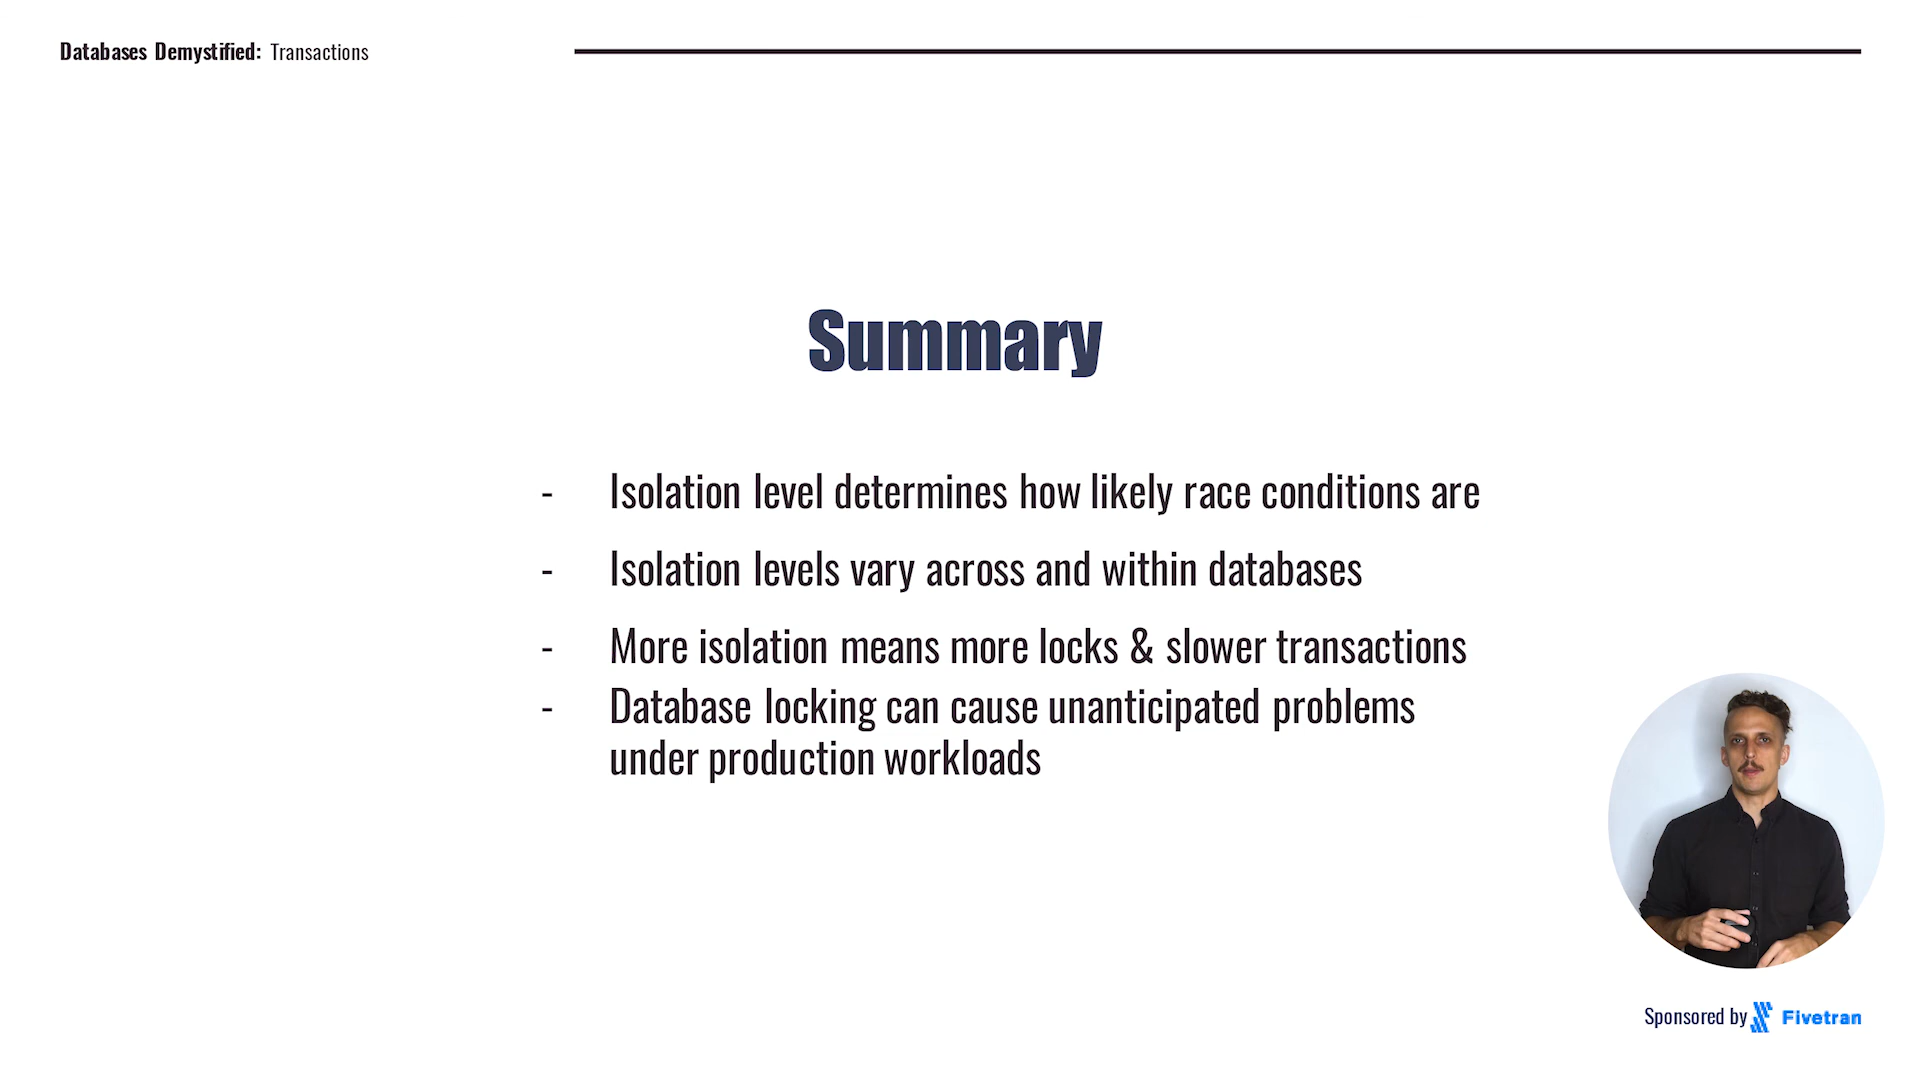 Databases Demystified: Transactions
Summary
- Isolation level determines how likely race conditions are
- Isolation levels vary across and within databases
- More isolation means more locks & slower transactions
- Database locking can cause unanticipated problems
under production workloads
Sponsored by Fivetran